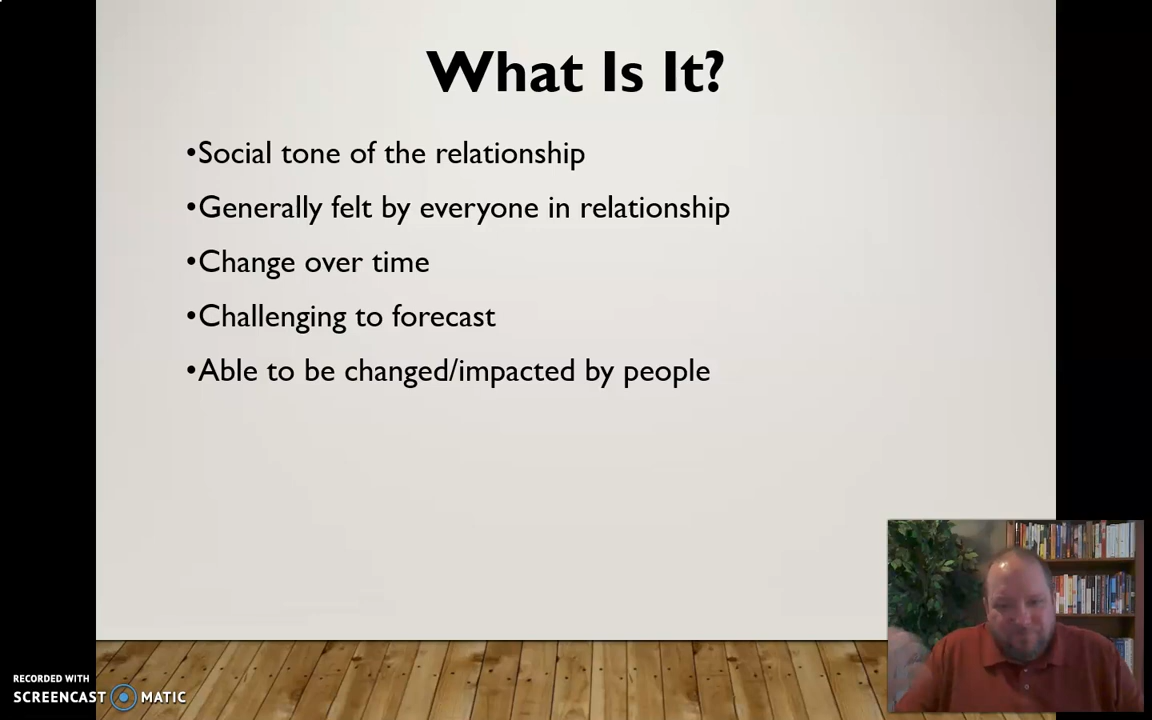 What Is It?
•Social tone of the relationship
•Generally felt by everyone in relationship
•Change over time
•Challenging to forecast
•Able to be changed/impacted by people
RECORDED WITH
SCREENCAST MATIC